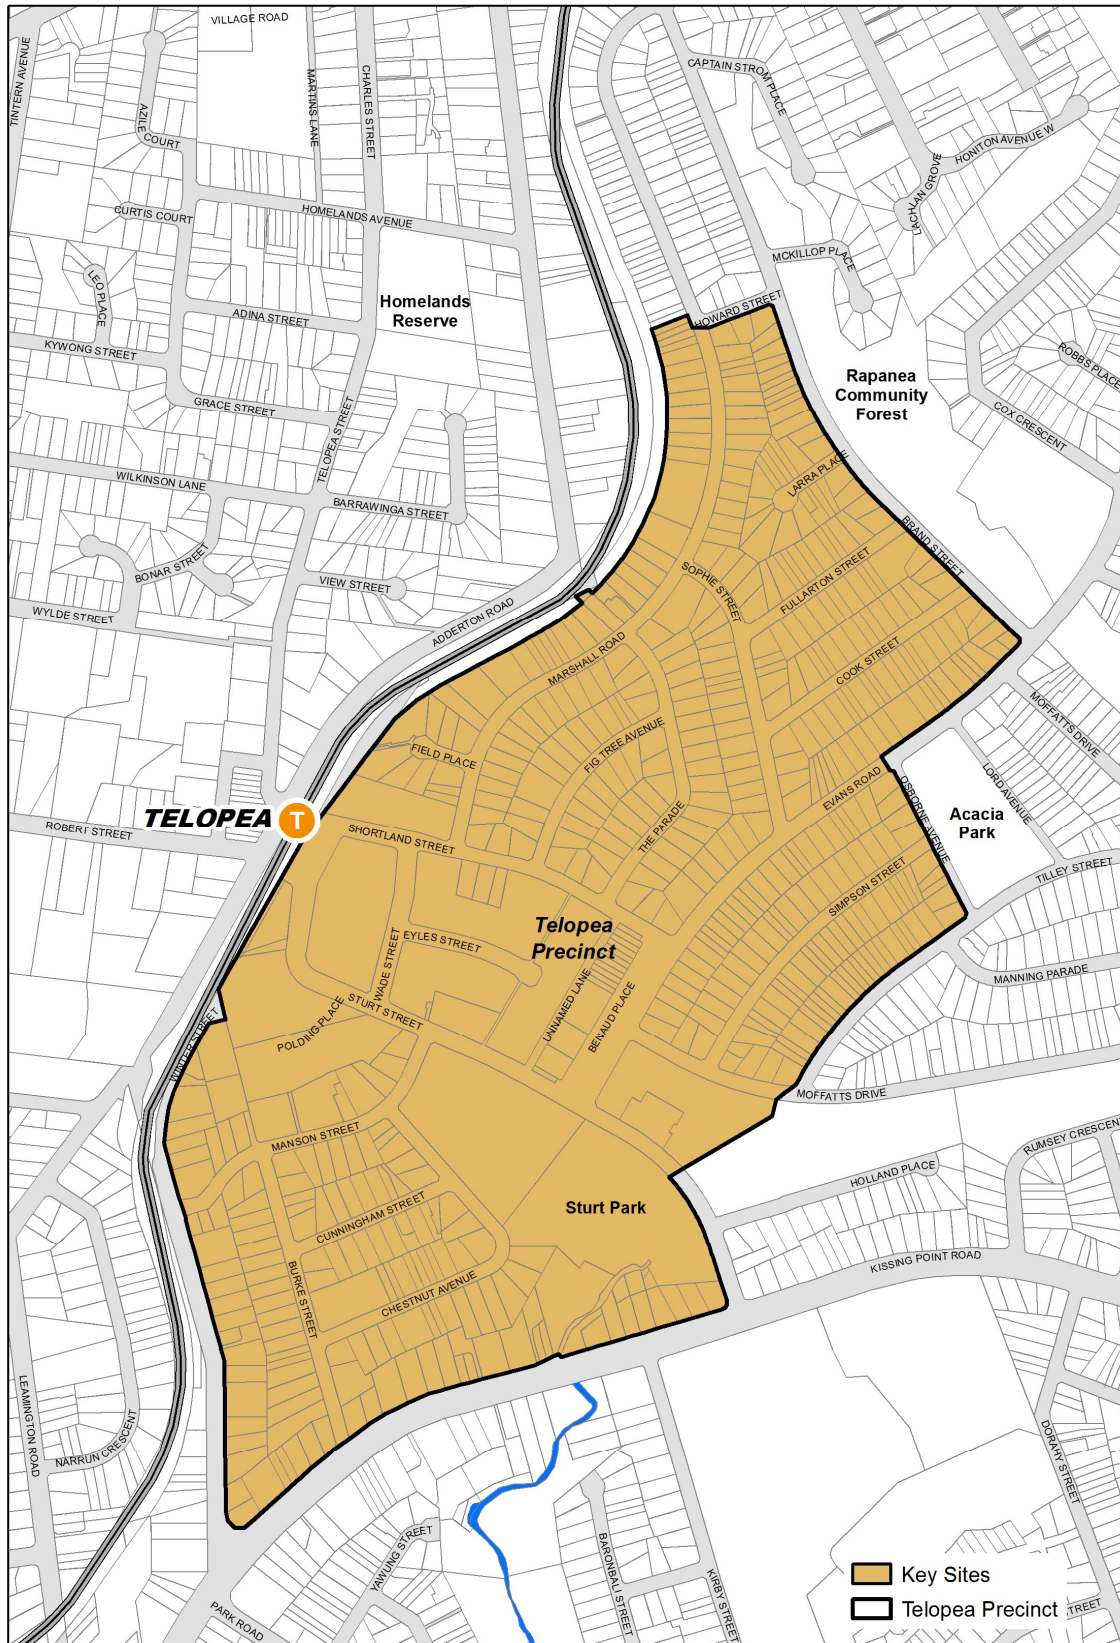 VILLAGE ROAD
TINTERN AVENUE
AZILE COURT
MARTINS LANE
CHARLES STREET
CAPTAIN STROM PLACE
HONITON AVENUE W
LACHLAN GROVE
CURTIS COURT
HOMELANDS AVENUE
MCKILLOP PLACE
LEO PLACE
Homelands
Reserve
ADINA STREET
HOWARD STREET
KYWONG STREET
ROBBS PLACE
Rapanea
Community
Forest
GRACE STREET
COX CRESCENT
TELOPEA STREET
LARRA PLACE
WILKINSON LANE
BARRAWINGA STREET
BRAND STREET
BONAR STREET
SOPHIE STREET
FULLARTON STREET
VIEW STREET
WYLDE STREET
ADDERTON ROAD
MARSHALL ROAD
COOK STREET
MOFFATTS DRIVE
FIELD PLACE
FIG TREE AVENUE
LORD AVENUE
EVANS ROAD
OSBORNE AVENUE
TELOPEA
T
Acacia
Park
ROBERT STREET
SHORTLAND STREET
THE PARADE
TILLEY STREET
SIMPSON STREET
Telopea
Precinct
EYLES STREET
WADE STREET
MANNING PARADE
UNNAMED LANE
BENAUD PLACE
STURT STREET
POLDING PLACE
WINTER STREET
MOFFATTS DRIVE
MANSON STREET
RUMSEY CRESCENT
HOLLAND PLACE
CUNNINGHAM STREET
Sturt Park
KISSING POINT ROAD
BURKE STREET
CHESTNUT AVENUE
LEAMINGTON ROAD
NARRUN CRESCENT
DORAHY STREET
YAWUNG STREET
BARONBALI STREET
KIRBY STREET
PARK ROAD
Key Sites
Telopea Precinct
TREET